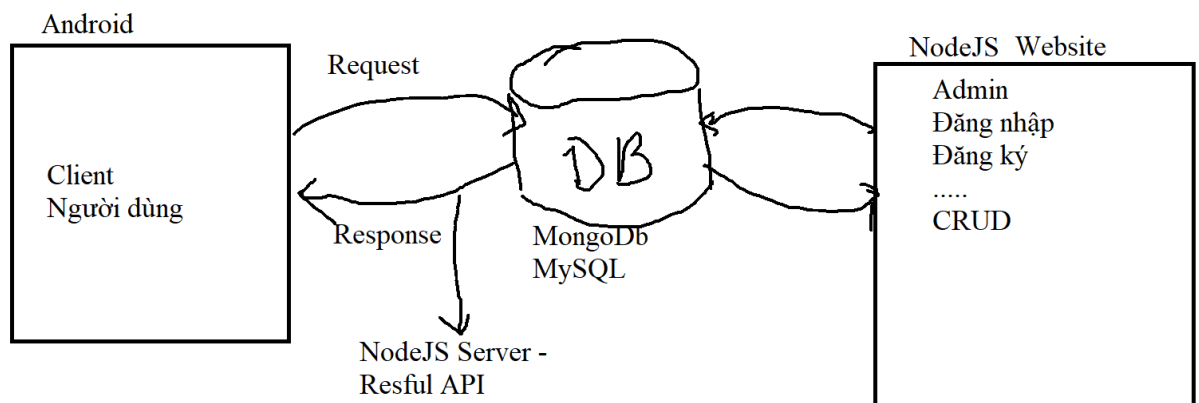 Android
Client
Người dùng
Request
Response
DB
MongoDb
MySQL
NodeJS Server -
Resful API
NodeJS Website
Admin
Đăng nhập
Đăng ký
.....
CRUD